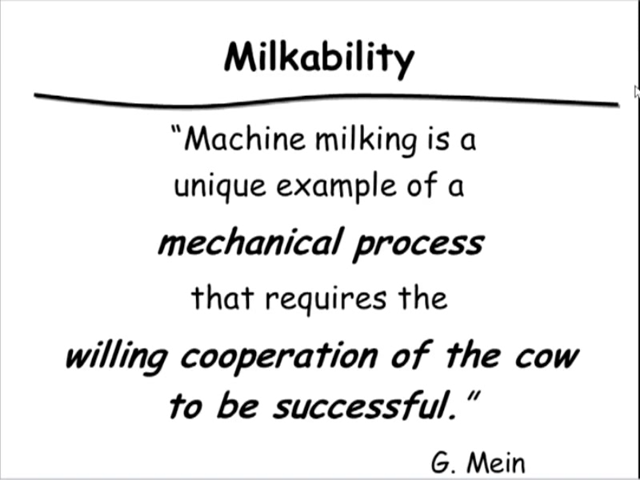 Milkability
“Machine milking is a
unique example of a
mechanical process
that requires the
willing cooperation of the cow
to be successful.”
G. Mein